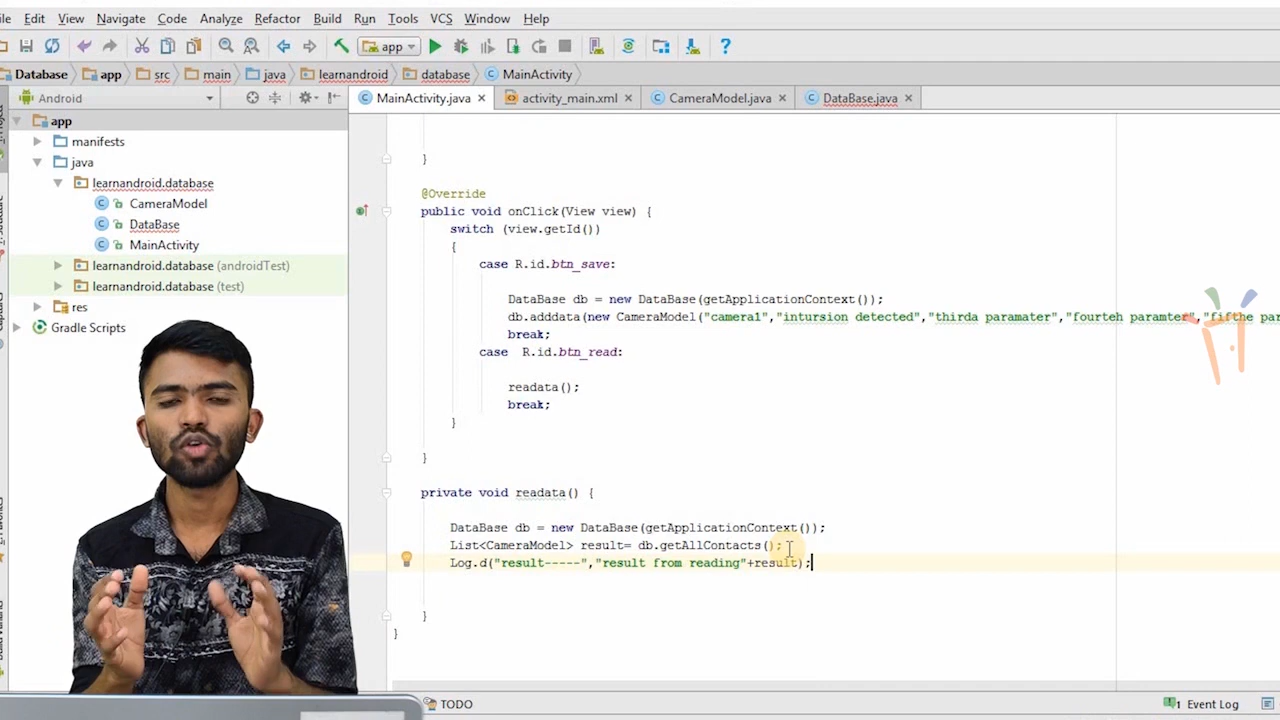 Edit View Navigate Code Analyze Refactor Build Run Tools VCS Window Help
app
Database app src main java learnandroid database MainActivity
Android
MainActivity.java activity_main.xml CameraModel.java DataBase.java
app
manifests
java
learnandroid.database
CameraModel
DataBase
MainActivity
learnandroid.database (androidTest)
learnandroid.database (test)
res
Gradle Scripts
}
@Override
public void onClick(View view) {
switch (view.getId())
{
case R.id.btn_save:
DataBase db = new DataBase(getApplicationContext());
db.adddata(new CameraModel("camera1","intursion detected","thirda paramater","fourteh paramter","fifthe par
break;
case R.id.btn_read:
readata();
break;
}
}
private void readata() {
DataBase db = new DataBase(getApplicationContext());
List<CameraModel> result= db.getAllContacts();
Log.d("result-----","result from reading"+result);
}
}
TODO
1 Event Log